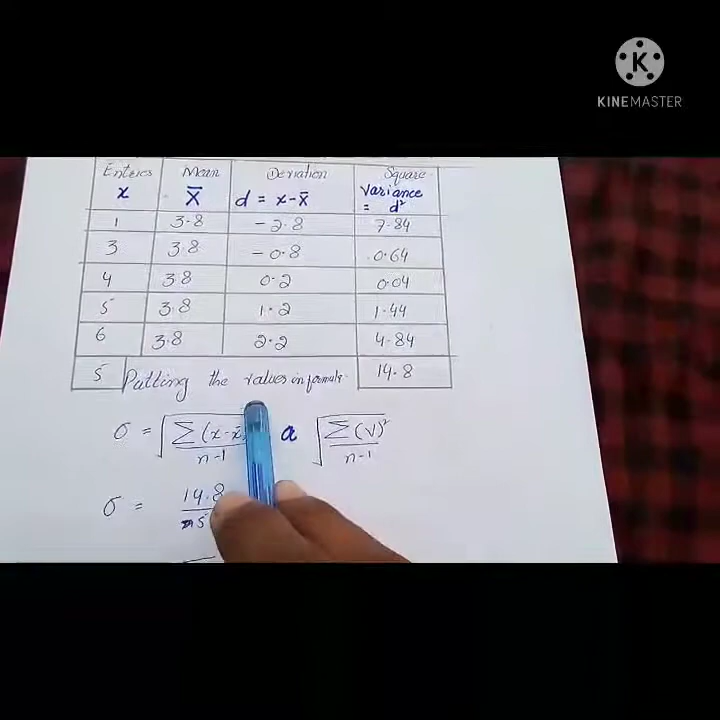 K
KINEMASTER
Entries Mean Deviation Square
x X̄ d = x-x̄ variance = d²
1 3.8 -2.8 7.84
3 3.8 -0.8 0.64
4 3.8 0.2 0.04
5 3.8 1.2 1.44
6 3.8 2.2 4.84
5 Putting the values in formula 14.8
σ = √ Σ(x-x̄ / n-1 a √ Σ(V)² / n-1
σ = 14.8 / 5